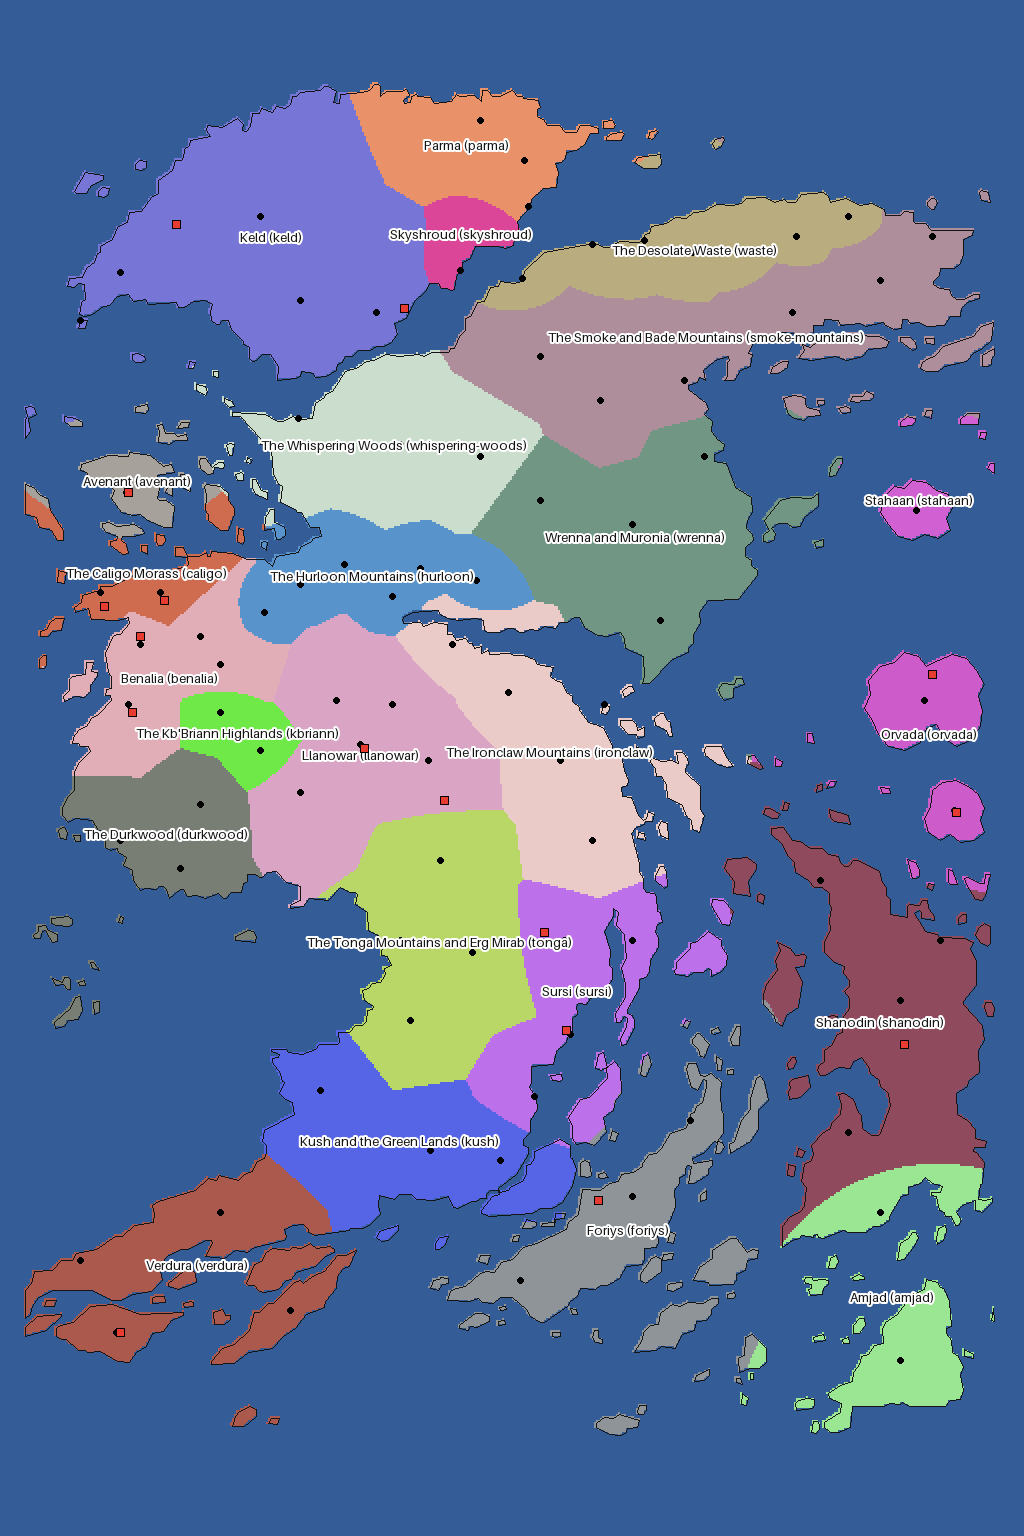 Parma (parma)
Keld (keld)
Skyshroud (skyshroud)
The Desolate Waste (waste)
The Smoke and Bade Mountains (smoke-mountains)
The Whispering Woods (whispering-woods)
Avenant (avenant)
Stahaan (stahaan)
Wrenna and Muronia (wrenna)
The Caligo Morass (caligo)
The Hurloon Mountains (hurloon)
Benalia (benalia)
The Kb'Briann Highlands (kbriann)
Orvada (orvada)
The Ironclaw Mountains (ironclaw)
Llanowar (llanowar)
The Durkwood (durkwood)
The Tonga Mountains and Erg Mirab (tonga)
Sursi (sursi)
Shanodin (shanodin)
Kush and the Green Lands (kush)
Foriys (foriys)
Verdura (verdura)
Amjad (amjad)